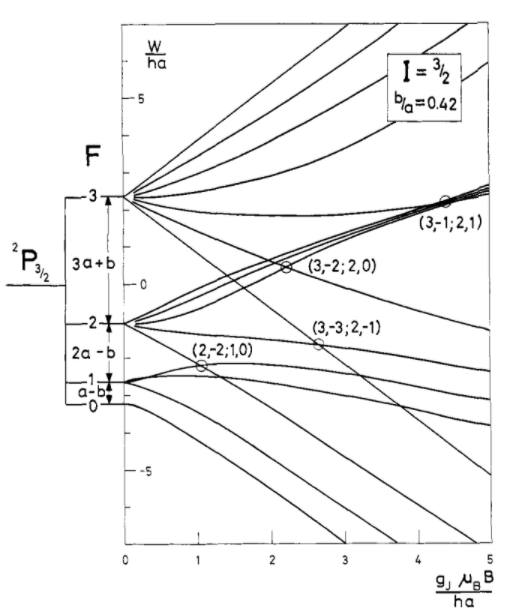 W
ha
I = 3/2
b/a = 0.42
5
F
3
(3,-1; 2,1)
²P₃/₂
3a+b
(3,-2; 2,0)
0
2
(3,-3; 2,-1)
2a-b
(2,-2; 1,0)
1
a-b
0
-5
0 1 2 3 4 5
g_J μ_B B
ha